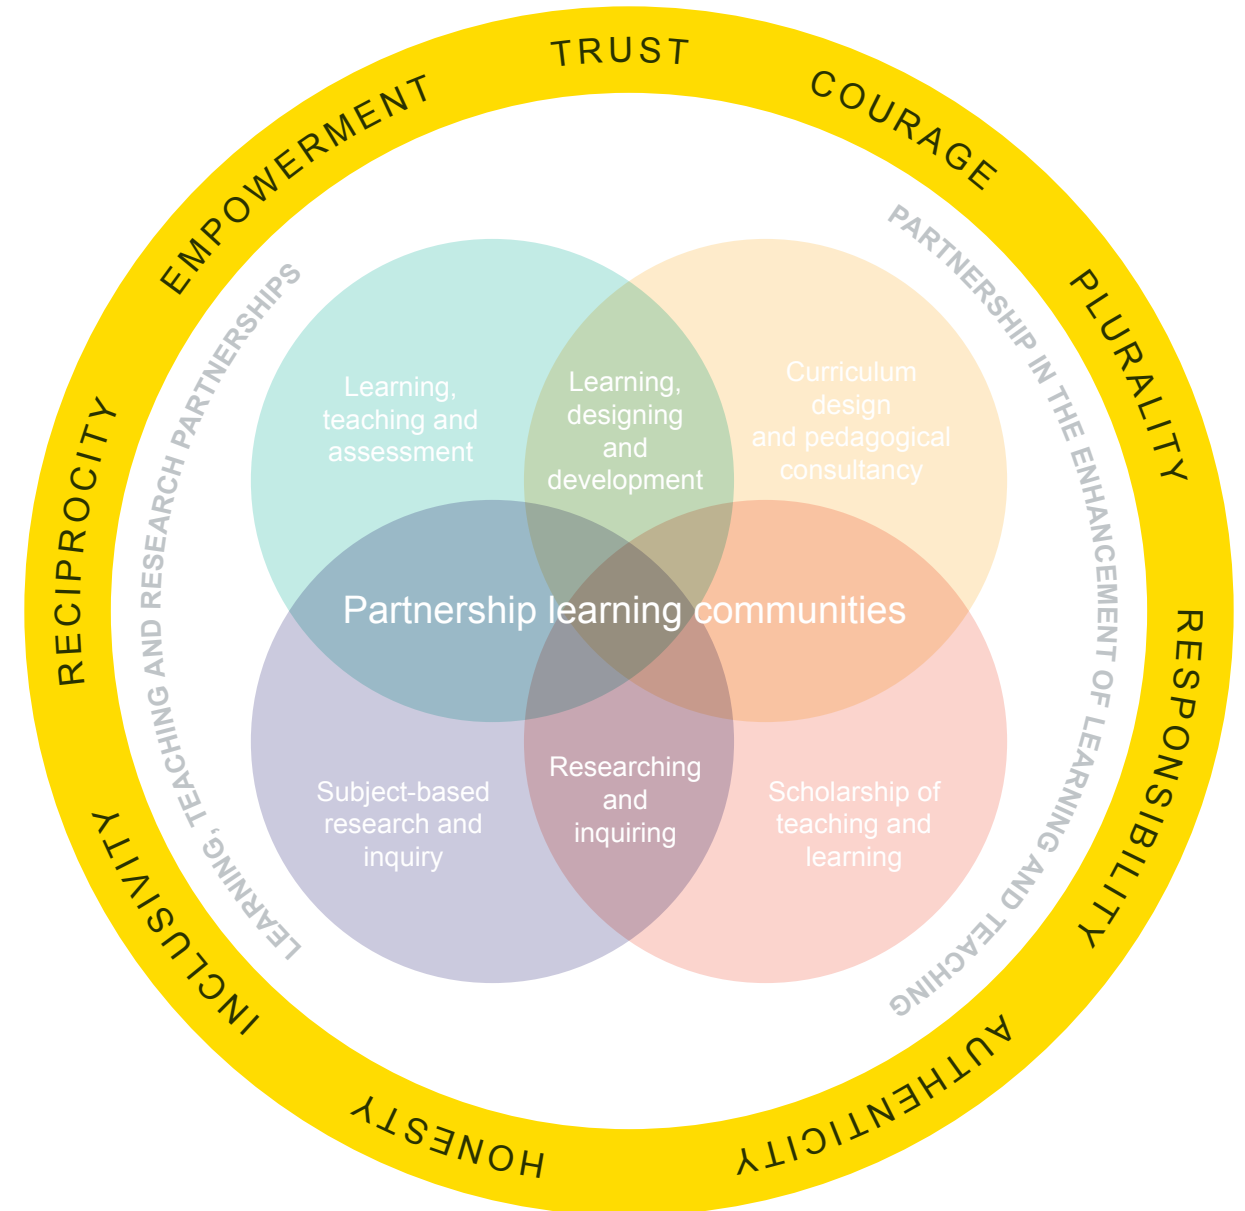 TRUST
COURAGE
PLURALITY
RESPONSIBILITY
AUTHENTICITY
HONESTY
INCLUSIVITY
RECIPROCITY
EMPOWERMENT
LEARNING, TEACHING AND RESEARCH PARTNERSHIPS
PARTNERSHIP IN THE ENHANCEMENT OF LEARNING AND TEACHING
Learning,
teaching and
assessment
Learning,
designing
and
development
Curriculum
design
and pedagogical
consultancy
Partnership learning communities
Subject-based
research and
inquiry
Researching
and
inquiring
Scholarship of
teaching and
learning